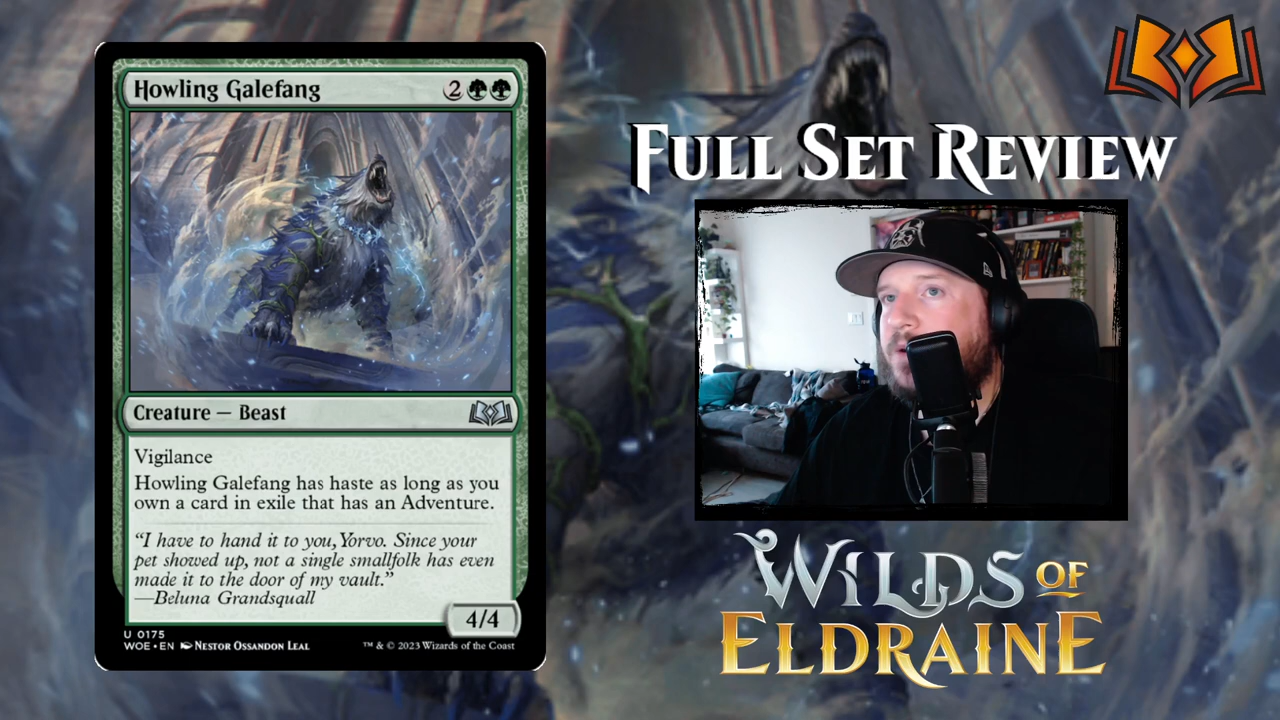 Howling Galefang 2
Creature — Beast
Vigilance
Howling Galefang has haste as long as you
own a card in exile that has an Adventure.
“I have to hand it to you, Yorvo. Since your
pet showed up, not a single smallfolk has even
made it to the door of my vault.”
—Beluna Grandsquall
4/4
U 0175
WOE • EN NESTOR OSSANDON LEAL
™ & © 2023 Wizards of the Coast
FULL SET REVIEW
WILDS OF
ELDRAINE